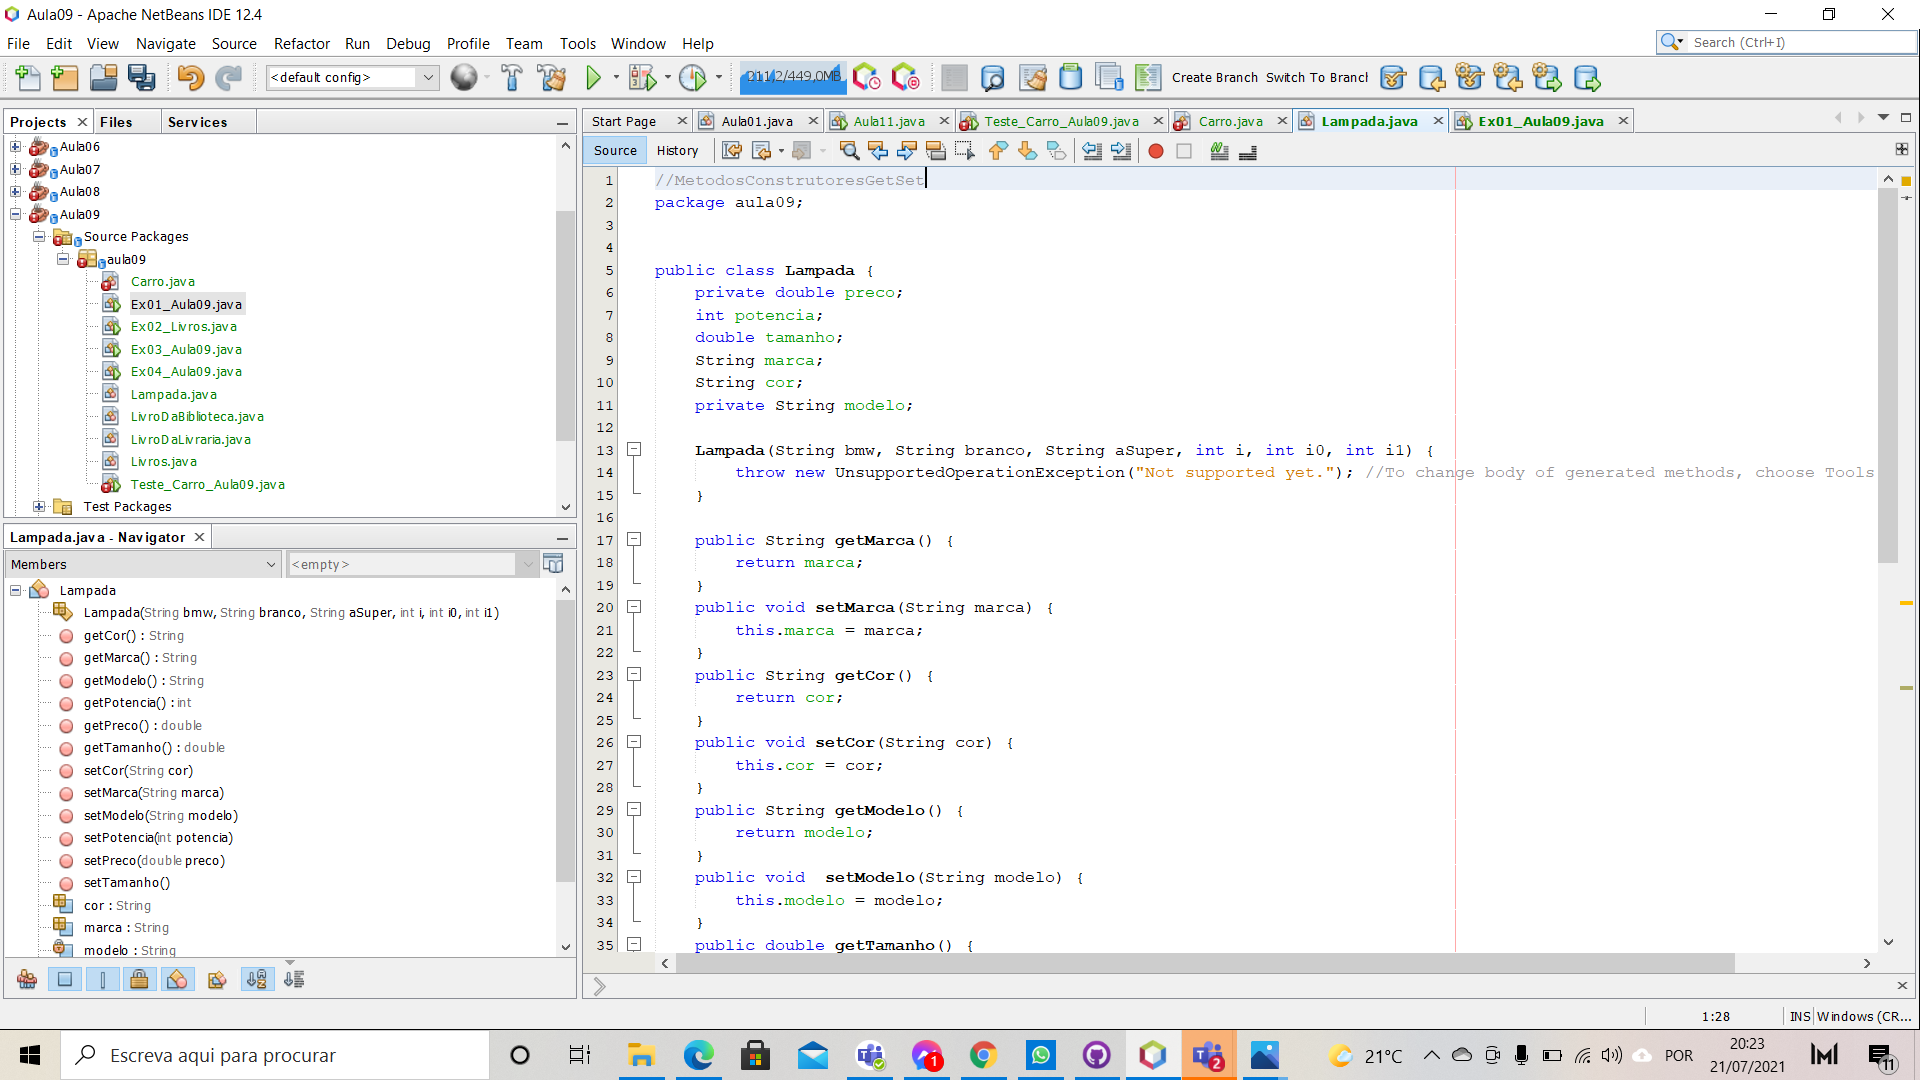 Aula09 - Apache NetBeans IDE 12.4
File Edit View Navigate Source Refactor Run Debug Profile Team Tools Window Help
Search (Ctrl+I)
<default config>
211,2/449,0MB
Create Branch Switch To Branch
Projects Files Services
Aula06
Aula07
Aula08
Aula09
Source Packages
aula09
Carro.java
Ex01_Aula09.java
Ex02_Livros.java
Ex03_Aula09.java
Ex04_Aula09.java
Lampada.java
LivroDaBiblioteca.java
LivroDaLivraria.java
Livros.java
Teste_Carro_Aula09.java
Test Packages
Lampada.java - Navigator
Members
<empty>
Lampada
Lampada(String bmw, String branco, String aSuper, int i, int i0, int i1)
getCor() : String
getMarca() : String
getModelo() : String
getPotencia() : int
getPreco() : double
getTamanho() : double
setCor(String cor)
setMarca(String marca)
setModelo(String modelo)
setPotencia(int potencia)
setPreco(double preco)
setTamanho()
cor : String
marca : String
modelo : String
Start Page Aula01.java Aula11.java Teste_Carro_Aula09.java Carro.java Lampada.java Ex01_Aula09.java
Source History
1 //MetodosConstrutoresGetSet
2 package aula09;
3
4
5 public class Lampada {
6 private double preco;
7 int potencia;
8 double tamanho;
9 String marca;
10 String cor;
11 private String modelo;
12
13 Lampada(String bmw, String branco, String aSuper, int i, int i0, int i1) {
14 throw new UnsupportedOperationException("Not supported yet."); //To change body of generated methods, choose Tools
15 }
16
17 public String getMarca() {
18 return marca;
19 }
20 public void setMarca(String marca) {
21 this.marca = marca;
22 }
23 public String getCor() {
24 return cor;
25 }
26 public void setCor(String cor) {
27 this.cor = cor;
28 }
29 public String getModelo() {
30 return modelo;
31 }
32 public void  setModelo(String modelo) {
33 this.modelo = modelo;
34 }
35 public double getTamanho() {
1:28 INS Windows (CR...
Escreva aqui para procurar
1
2
21°C
POR
20:23
21/07/2021
11